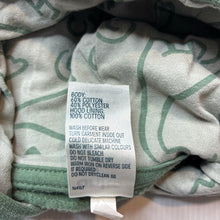 BODY:
60% COTTON
40% POLYESTER
HOOD LINING:
100% COTTON
WASH BEFORE WEAR
TURN GARMENT INSIDE OUT
COLD DELICATE MACHINE
WASH WITH SIMILAR COLOURS
DO NOT BLEACH
DO NOT TUMBLE DRY
WARM IRON ON REVERSE SIDE
IF REQUIRED
DO NOT DRYCLEAN